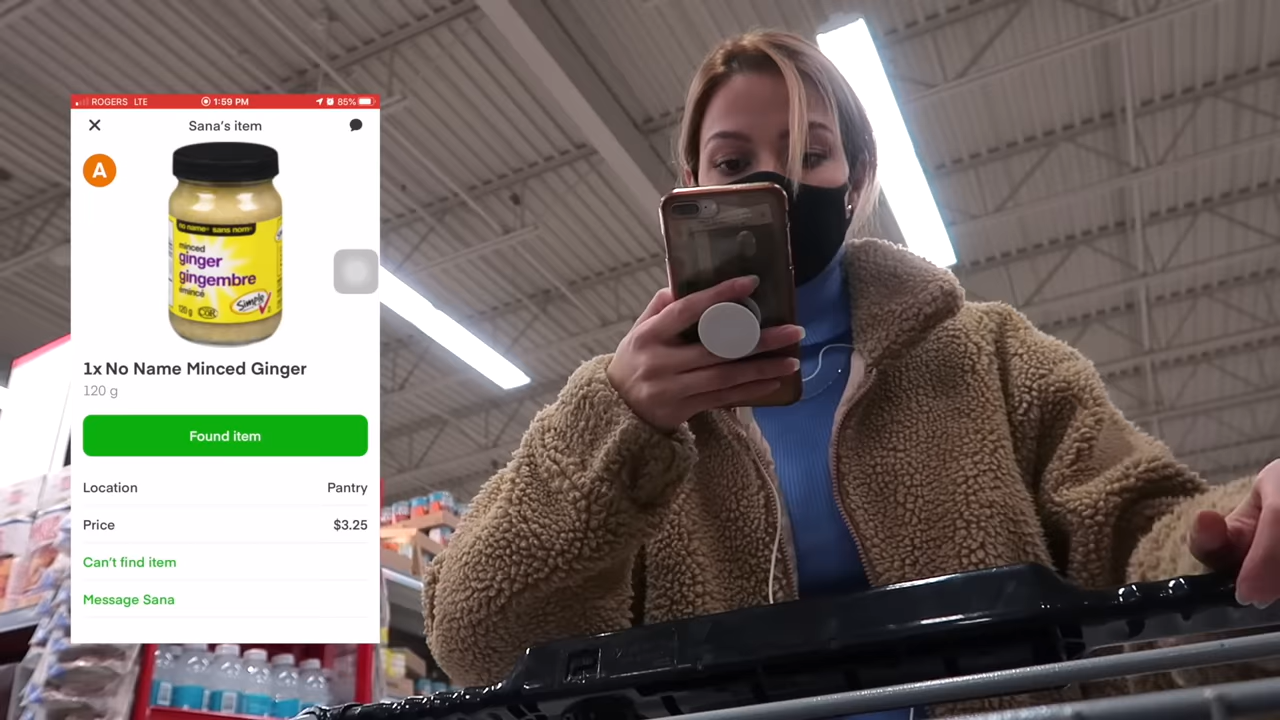 ROGERS LTE 1:59 PM 85%
Sana's item
A
no name® sans nom®
minced
ginger
gingembre
émincé
Simple
120 g COR
1x No Name Minced Ginger
120 g
Found item
Location Pantry
Price $3.25
Can't find item
Message Sana